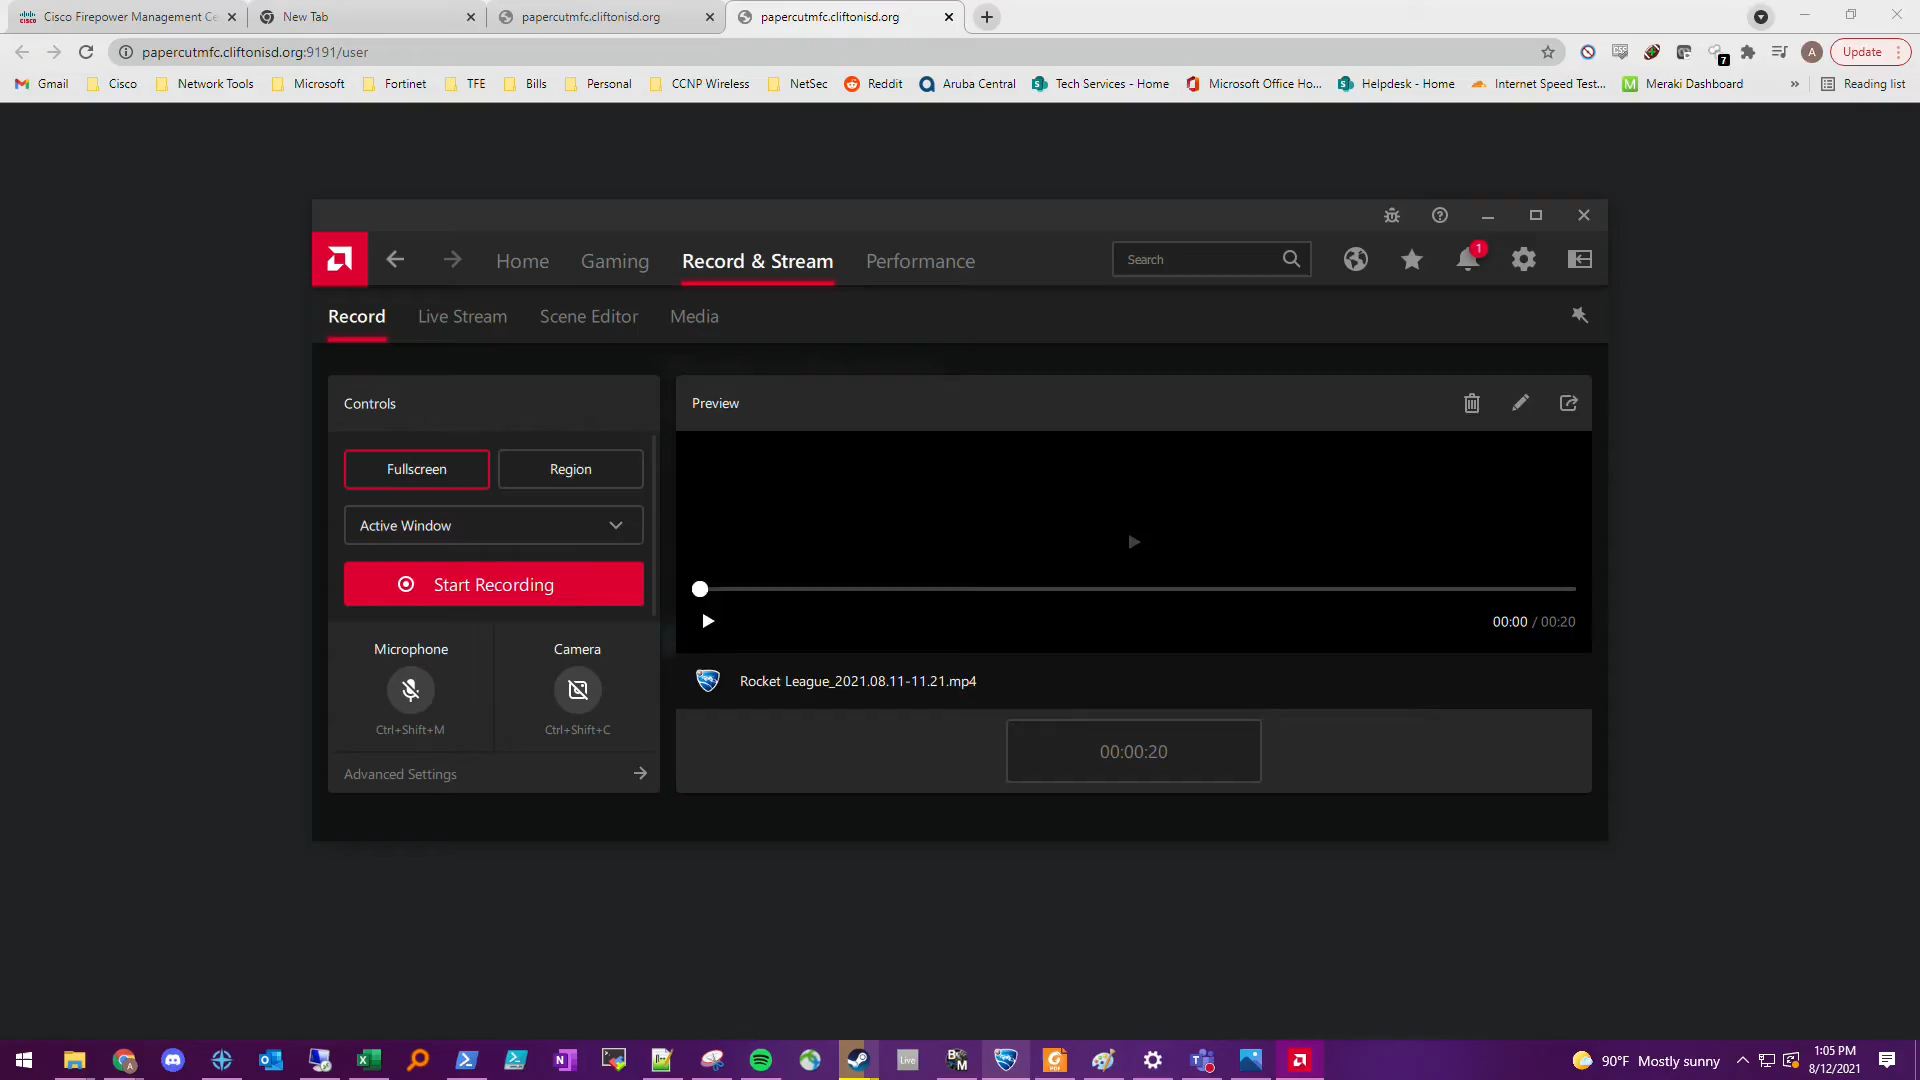 Cisco Firepower Management Ce
New Tab
papercutmfc.cliftonisd.org
papercutmfc.cliftonisd.org
papercutmfc.cliftonisd.org:9191/user
7
A
Update
Gmail
Cisco
Network Tools
Microsoft
Fortinet
TFE
Bills
Personal
CCNP Wireless
NetSec
Reddit
Aruba Central
Tech Services - Home
Microsoft Office Ho...
Helpdesk - Home
Internet Speed Test...
Meraki Dashboard
»
Reading list
Home
Gaming
Record & Stream
Performance
Search
1
Record
Live Stream
Scene Editor
Media
Controls
Preview
Fullscreen
Region
Active Window
Start Recording
00:00 / 00:20
Microphone
Camera
Ctrl+Shift+M
Ctrl+Shift+C
Rocket League_2021.08.11-11.21.mp4
00:00:20
Advanced Settings
Live
90°F Mostly sunny
1:05 PM
8/12/2021